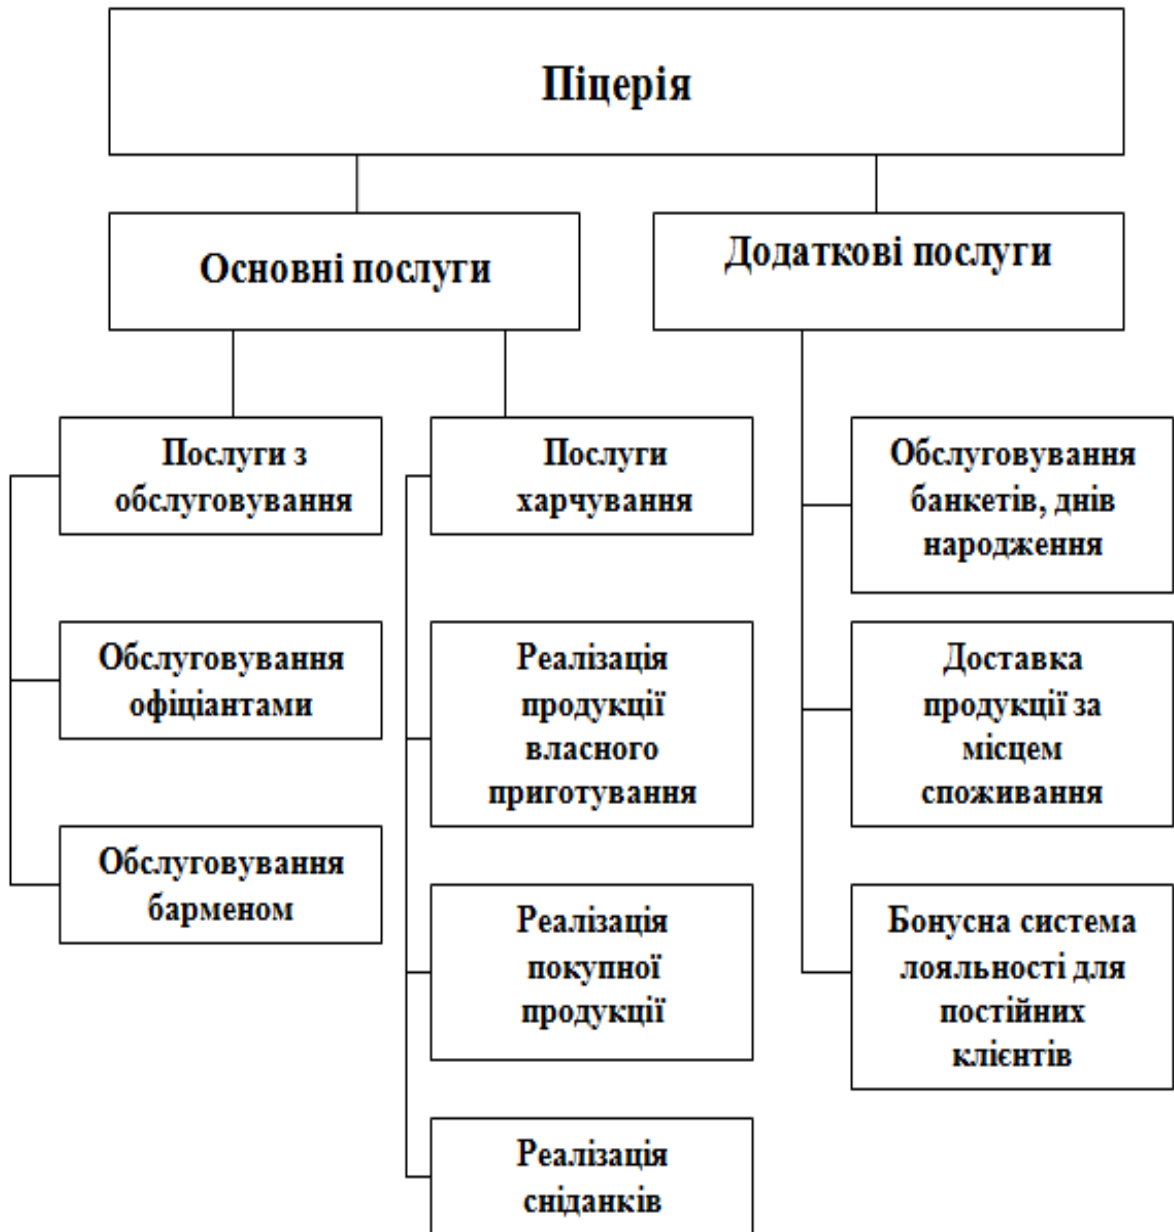 Піцерія
Основні послуги
Додаткові послуги
Послуги з
обслуговування
Обслуговування
офіціантами
Обслуговування
барменом
Послуги
харчування
Реалізація
продукції
власного
приготування
Реалізація
покупної
продукції
Реалізація
сніданків
Обслуговування
банкетів, днів
народження
Доставка
продукції за
місцем
споживання
Бонусна система
лояльності для
постійних
клієнтів